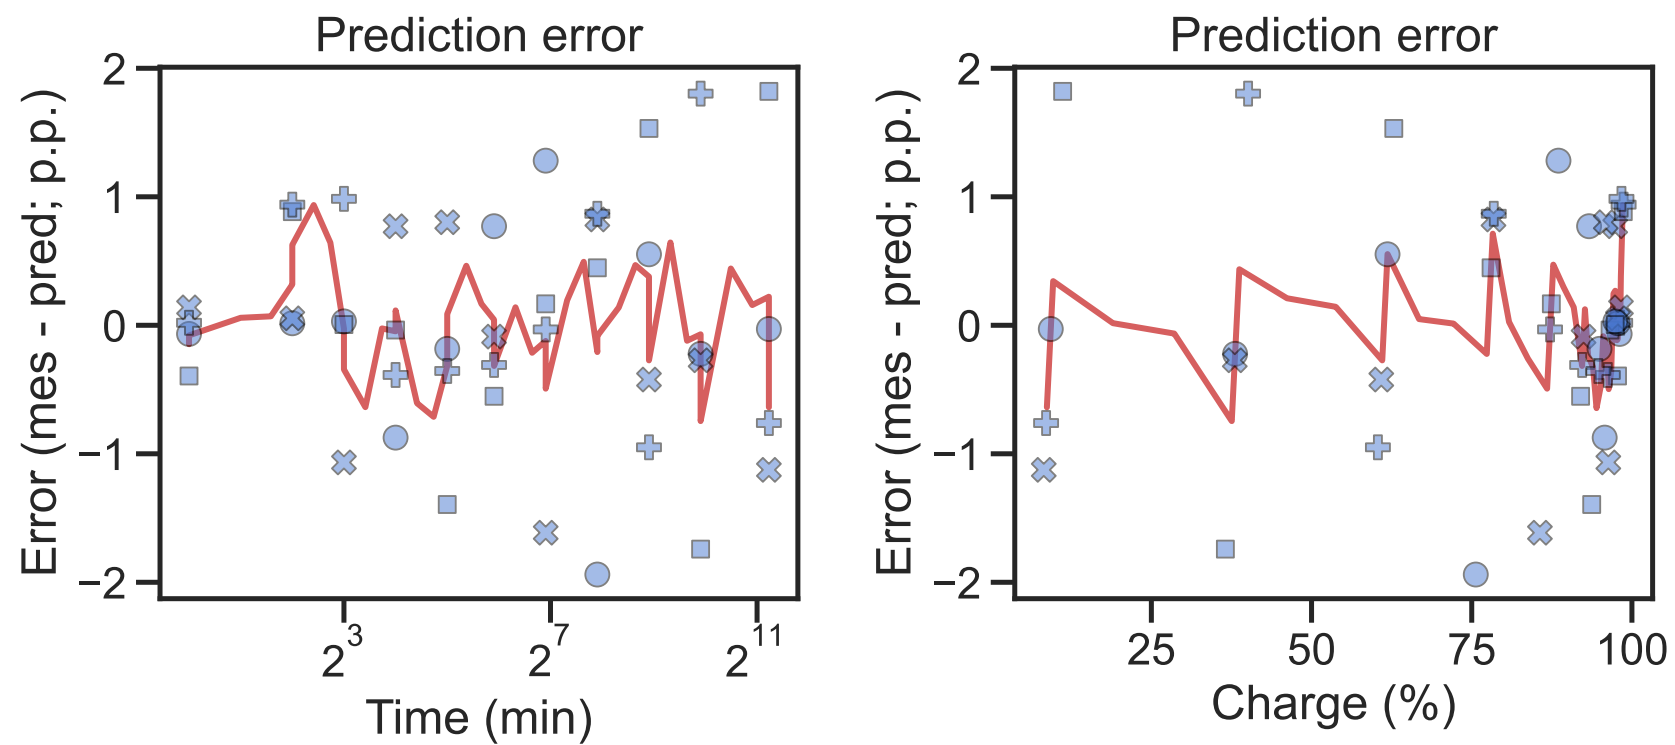 Prediction error
Error (mes - pred; p.p.)
2
1
0
−1
−2
2^3
2^7
2^11
Time (min)
Prediction error
Error (mes - pred; p.p.)
2
1
0
−1
−2
25
50
75
100
Charge (%)